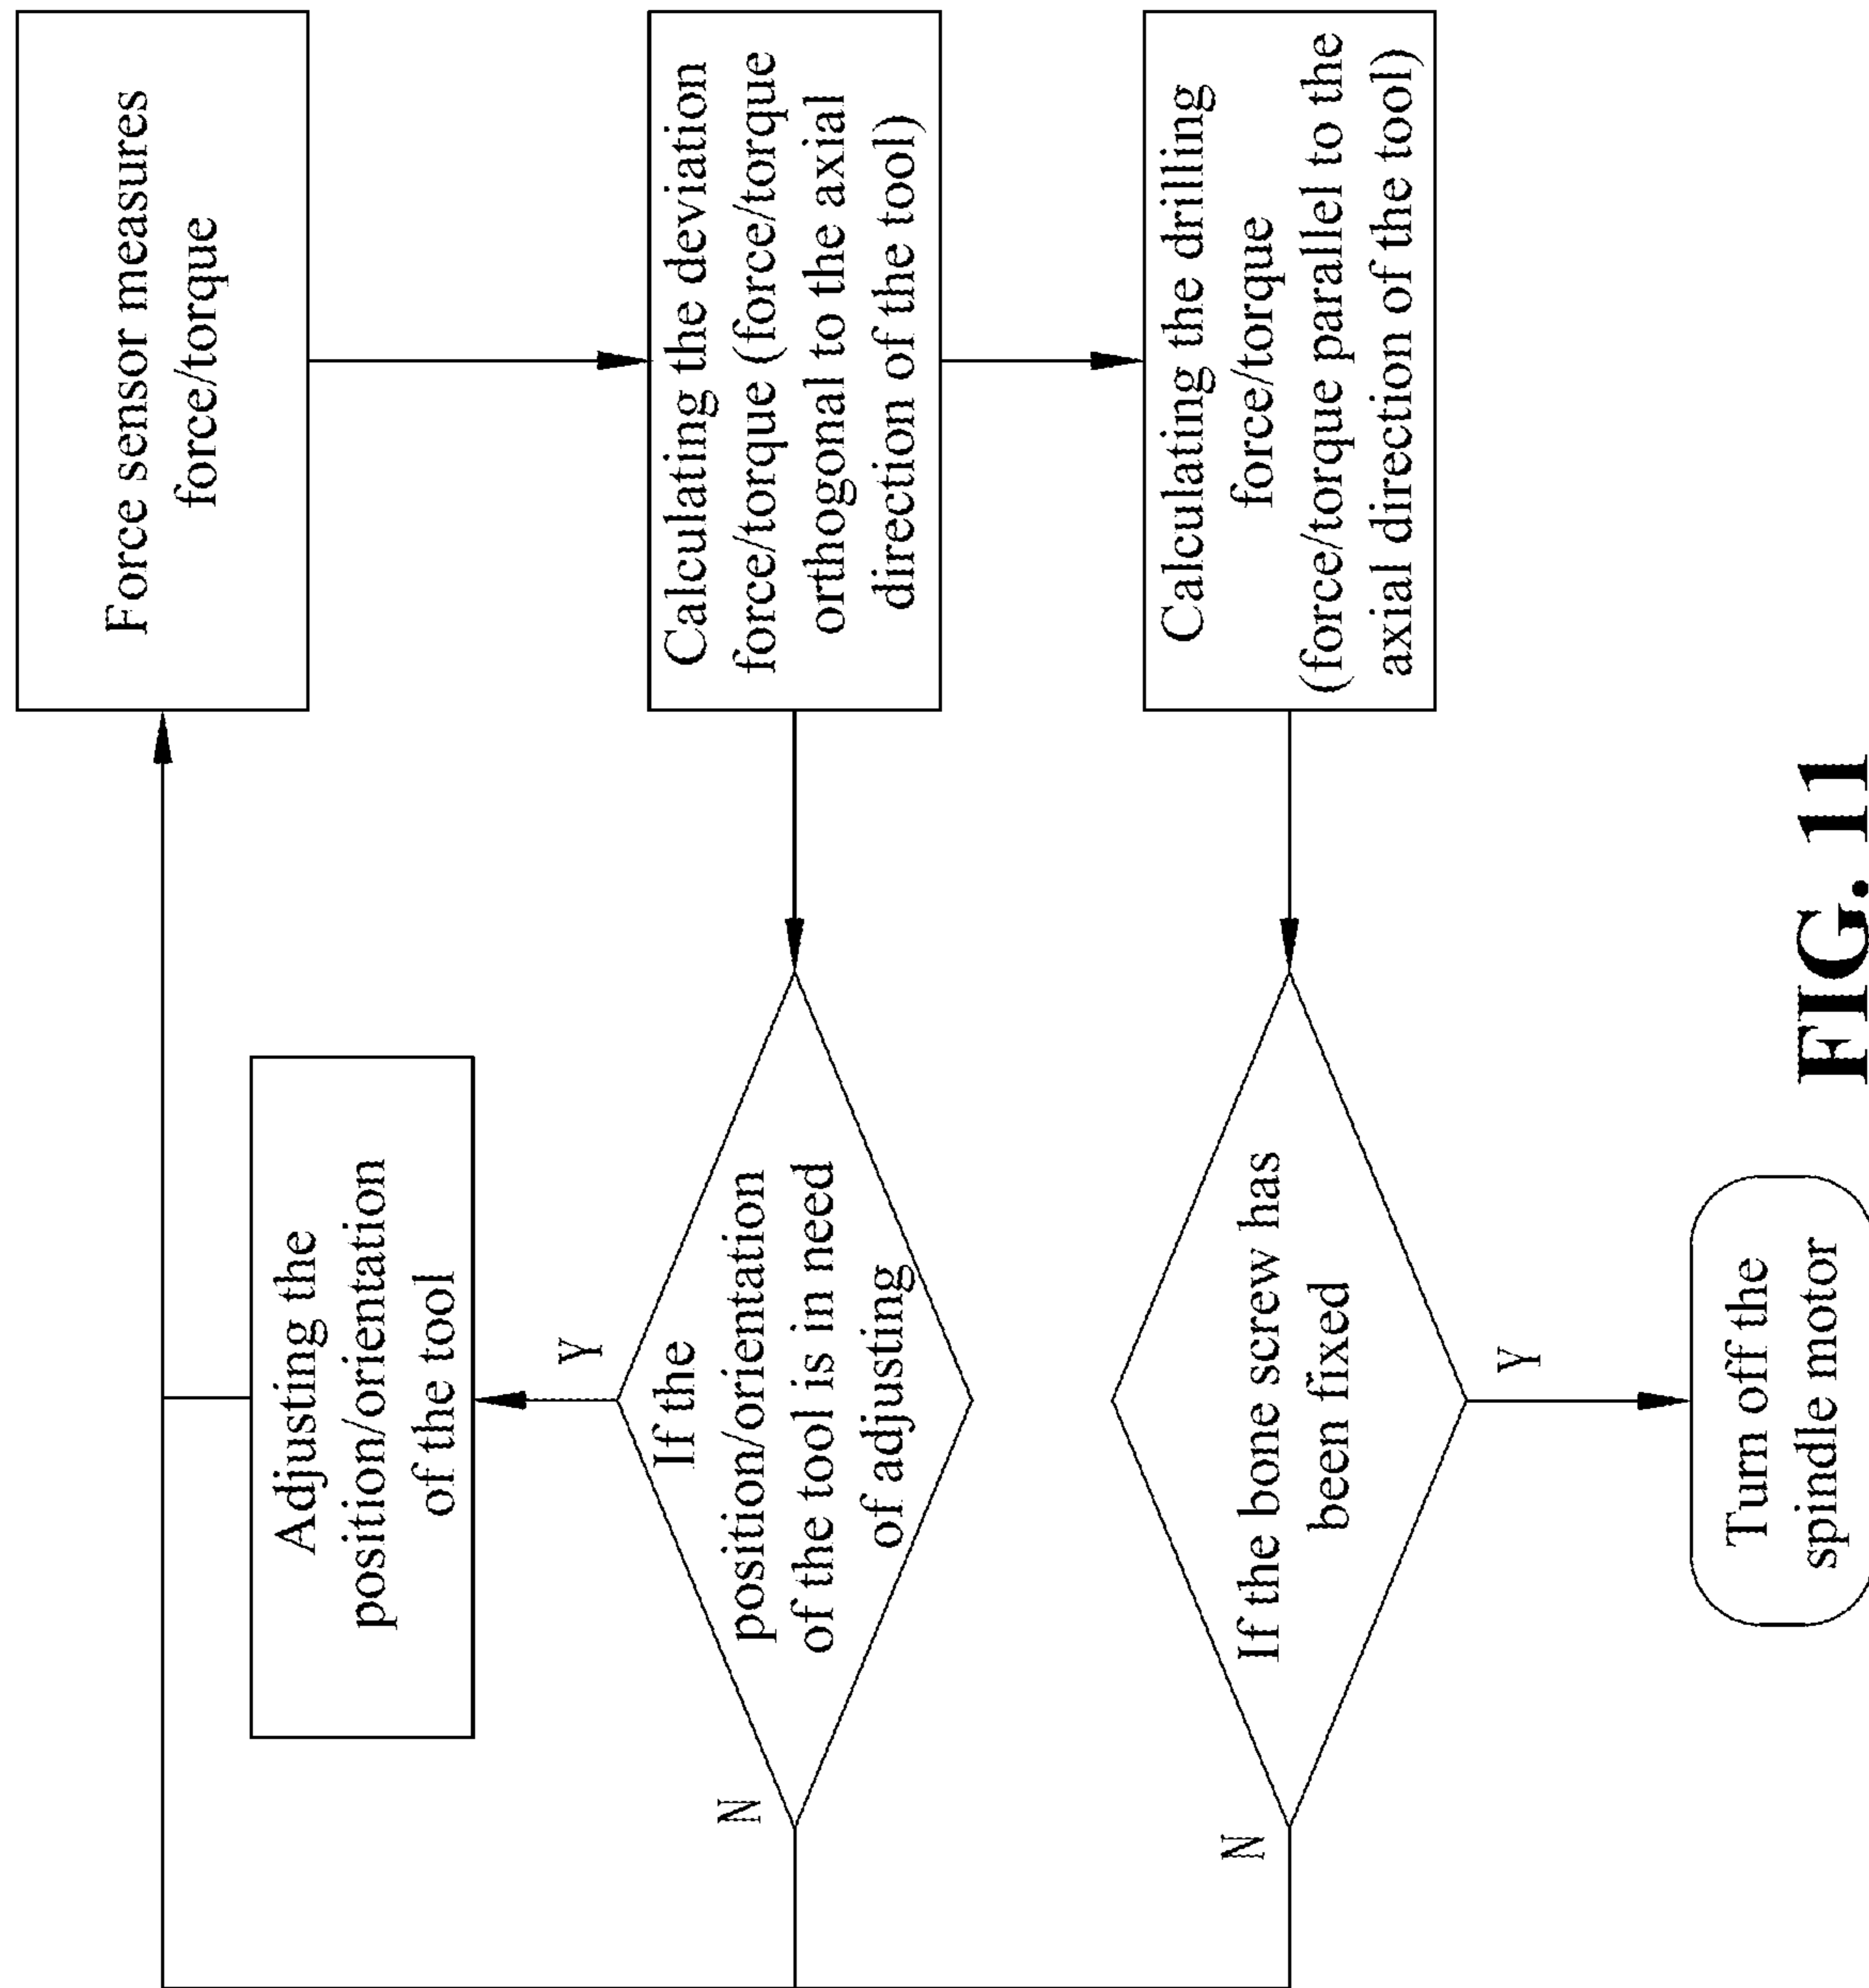 Force sensor measures
force/torque
Calculating the deviation
force/torque (force/torque
orthogonal to the axial
direction of the tool)
Calculating the drilling
force/torque
(force/torque parallel to the
axial direction of the tool)
Adjusting the
position/orientation
of the tool
Y
If the
position/orientation
of the tool is in need
of adjusting
N
If the bone screw has
been fixed
Y
N
Turn off the
spindle motor
FIG. 11